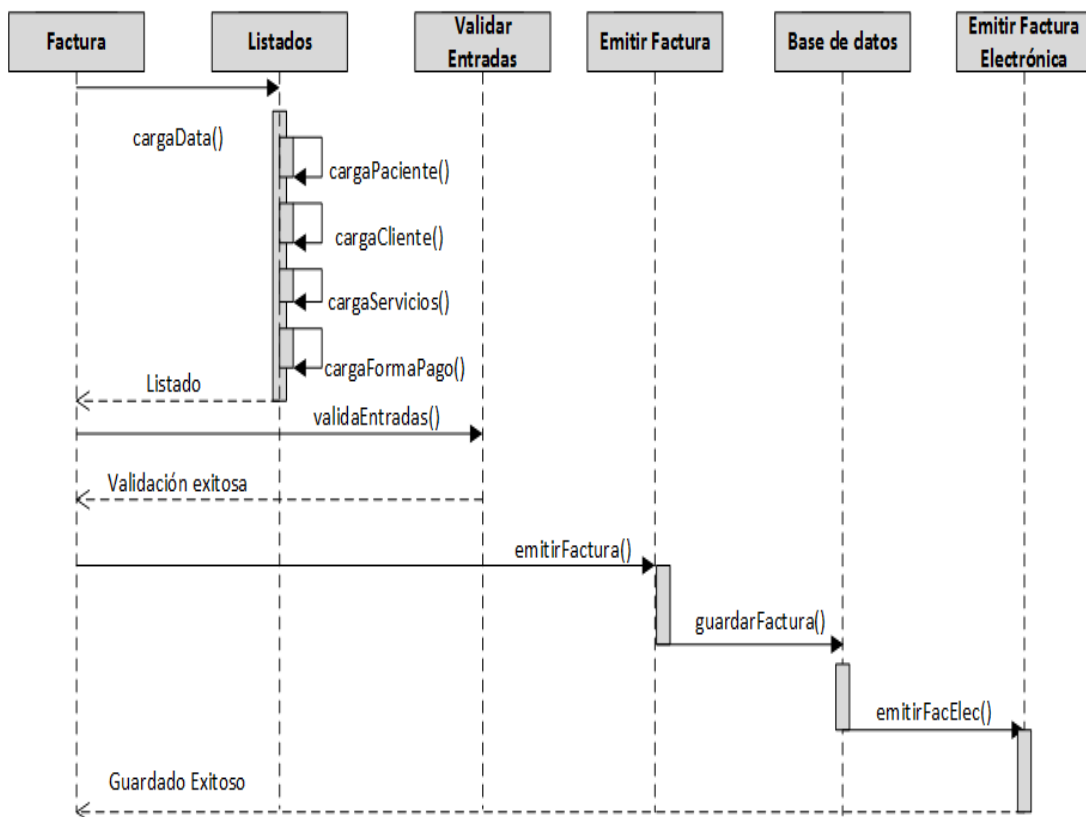 Factura
Listados
Validar
Entradas
Emitir Factura
Base de datos
Emitir Factura
Electrónica
cargaData()
cargaPaciente()
cargaCliente()
cargaServicios()
cargaFormaPago()
Listado
validaEntradas()
Validación exitosa
emitirFactura()
guardarFactura()
emitirFacElec()
Guardado Exitoso